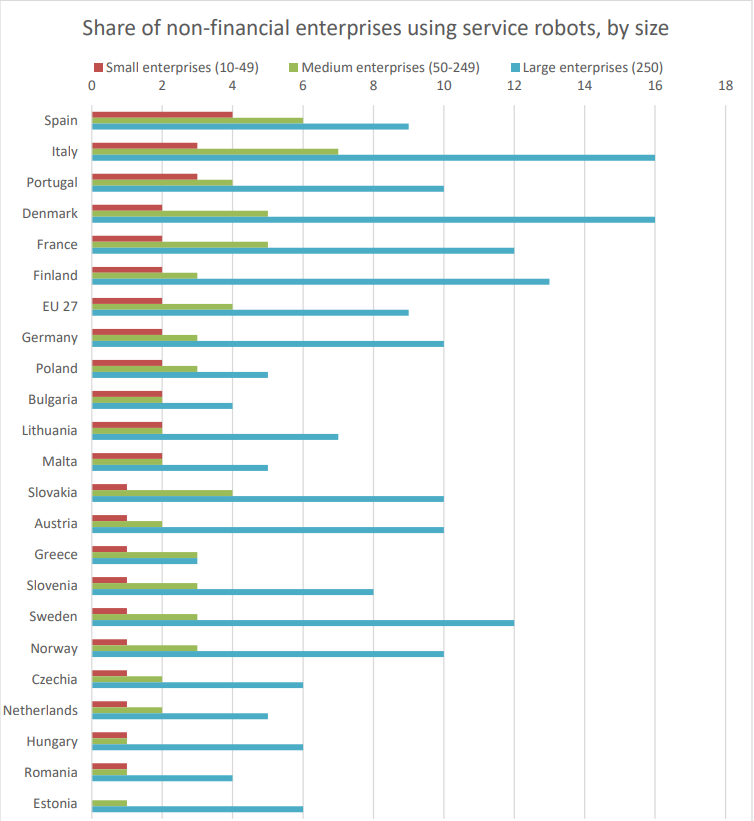 Share of non-financial enterprises using service robots, by size
Small enterprises (10-49) Medium enterprises (50-249) Large enterprises (250)
0 2 4 6 8 10 12 14 16 18
Spain
Italy
Portugal
Denmark
France
Finland
EU 27
Germany
Poland
Bulgaria
Lithuania
Malta
Slovakia
Austria
Greece
Slovenia
Sweden
Norway
Czechia
Netherlands
Hungary
Romania
Estonia